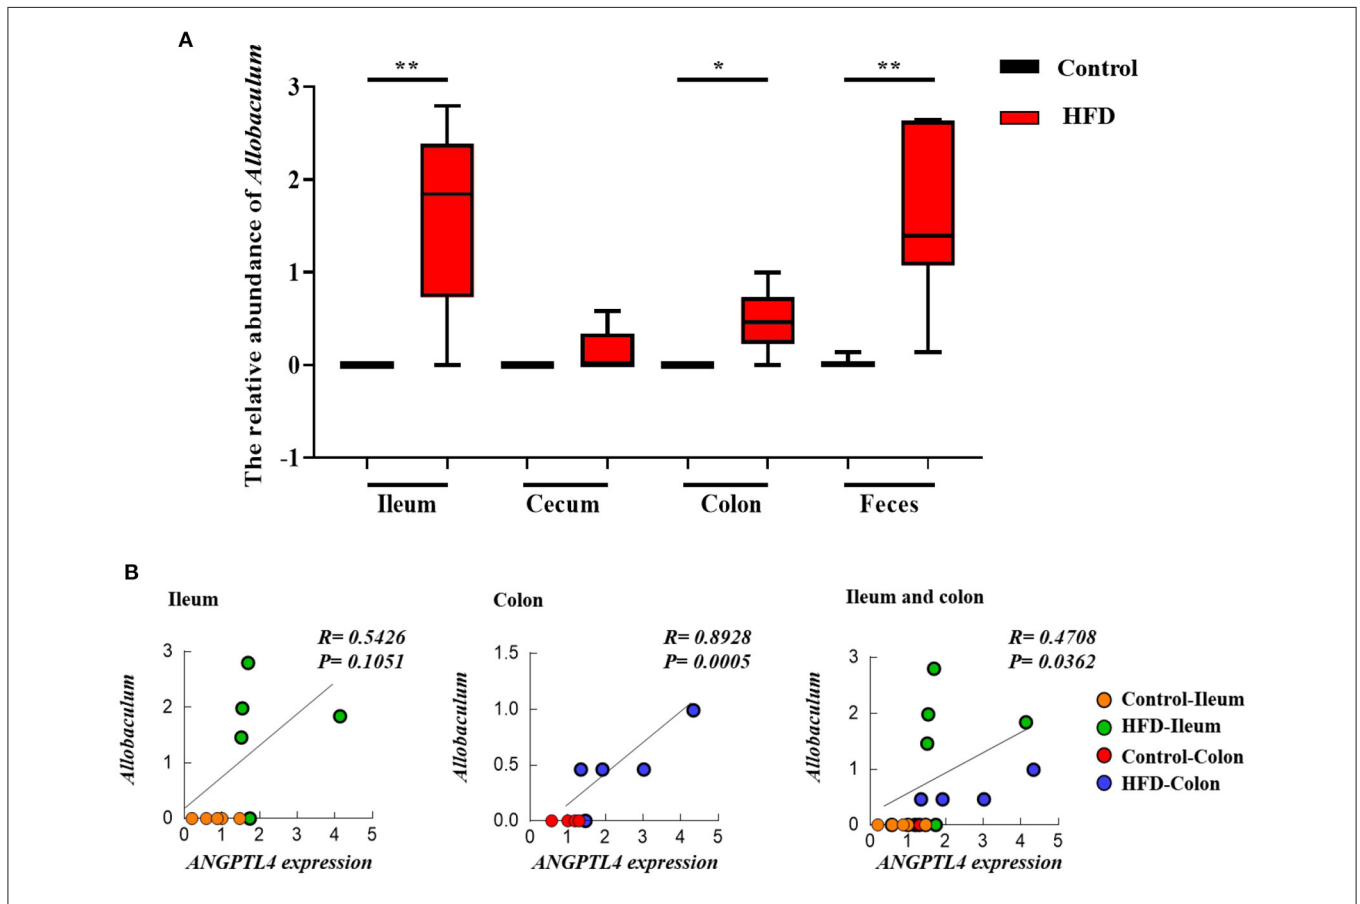 A
The relative abundance of Allobaculum
3
2
1
0
-1
**
*
**
Control
HFD
Ileum
Cecum
Colon
Feces
B
Ileum
R= 0.5426
P= 0.1051
Allobaculum
3
2
1
0
0 1 2 3 4 5
ANGPTL4 expression
Colon
R= 0.8928
P= 0.0005
Allobaculum
1.5
1.0
0.5
0.0
0 1 2 3 4 5
ANGPTL4 expression
Ileum and colon
R= 0.4708
P= 0.0362
Allobaculum
3
2
1
0
0 1 2 3 4 5
ANGPTL4 expression
Control-Ileum
HFD-Ileum
Control-Colon
HFD-Colon